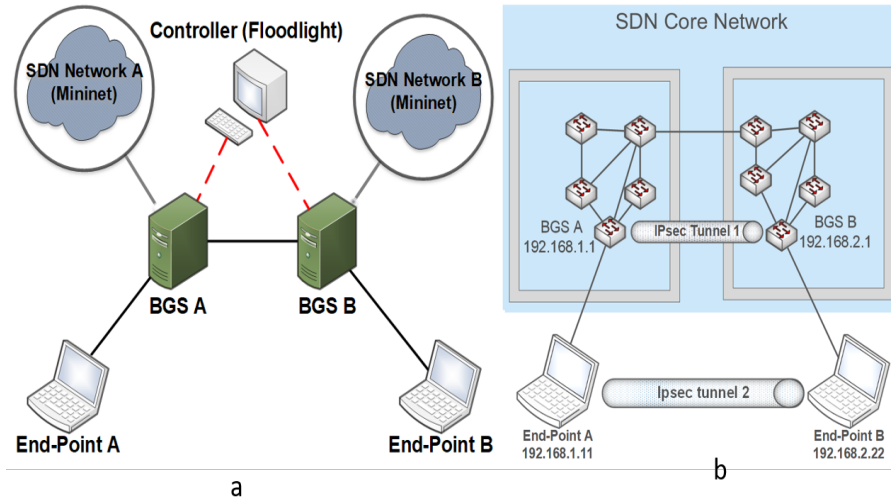 Controller (Floodlight)
SDN Network A
(Mininet)
SDN Network B
(Mininet)
BGS A
BGS B
End-Point A
End-Point B
a
SDN Core Network
BGS A
192.168.1.1
IPsec Tunnel 1
BGS B
192.168.2.1
Ipsec tunnel 2
End-Point A
192.168.1.11
End-Point B
192.168.2.22
b